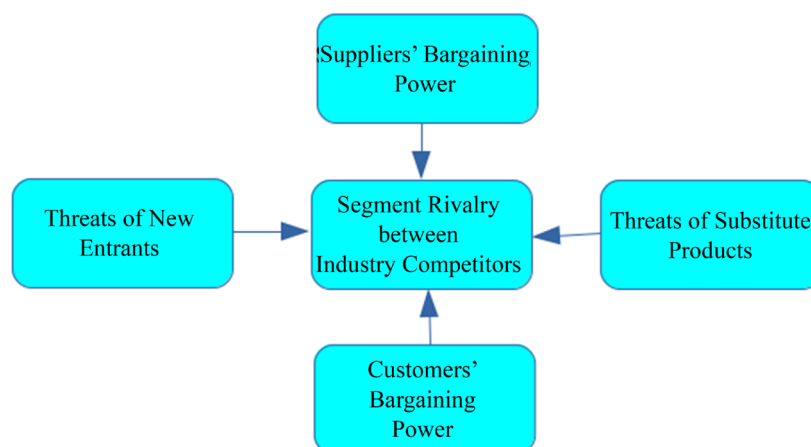 Suppliers’ Bargaining
Power
Threats of New
Entrants
Segment Rivalry
between
Industry Competitors
Threats of Substitute
Products
Customers’
Bargaining
Power